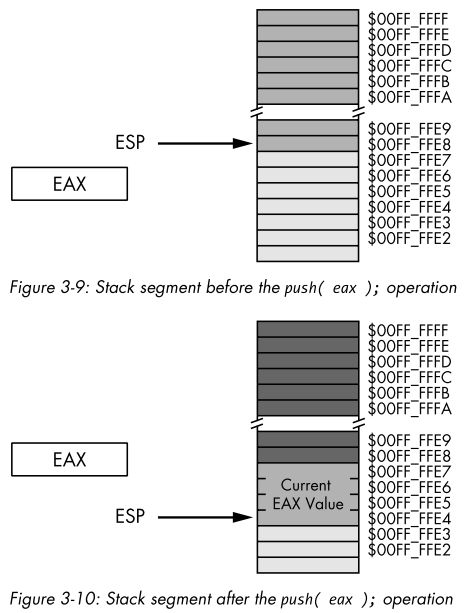 $00FF_FFFF
$00FF_FFFE
$00FF_FFFD
$00FF_FFFC
$00FF_FFFB
$00FF_FFFA
$00FF_FFE9
ESP $00FF_FFE8
$00FF_FFE7
EAX $00FF_FFE6
$00FF_FFE5
$00FF_FFE4
$00FF_FFE3
$00FF_FFE2
Figure 3-9: Stack segment before the push( eax ); operation
$00FF_FFFF
$00FF_FFFE
$00FF_FFFD
$00FF_FFFC
$00FF_FFFB
$00FF_FFFA
$00FF_FFE9
EAX $00FF_FFE8
$00FF_FFE7
Current $00FF_FFE6
EAX Value $00FF_FFE5
ESP $00FF_FFE4
$00FF_FFE3
$00FF_FFE2
Figure 3-10: Stack segment after the push( eax ); operation